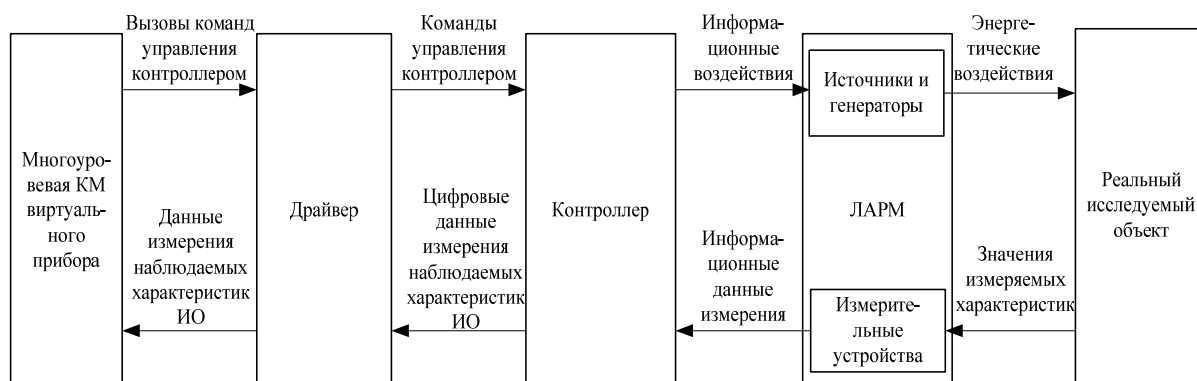 Вызовы команд
управления
контроллером
Команды
управления
контроллером
Информа-
ционные
воздействия
Энерге-
тические
воздействия
Источники и
генераторы
Многоуро-
вевая КМ
виртуаль-
ного
прибора
Драйвер
Контроллер
ЛАРМ
Реальный
исследуемый
объект
Данные
измерения
наблюдаемых
характеристик
ИО
Цифровые
данные
измерения
наблюдаемых
характеристик
ИО
Информа-
ционные
данные
измерения
Значения
измеряемых
характеристик
Измерите-
льные
устройства